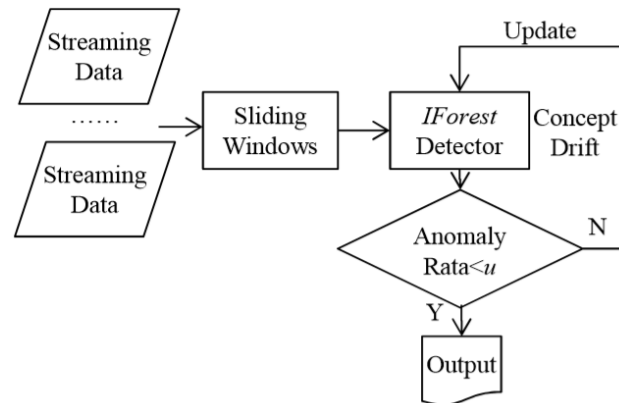 Streaming
Data
......
Streaming
Data
Sliding
Windows
Update
IForest
Detector
Concept
Drift
Anomaly
Rata<u
N
Y
Output